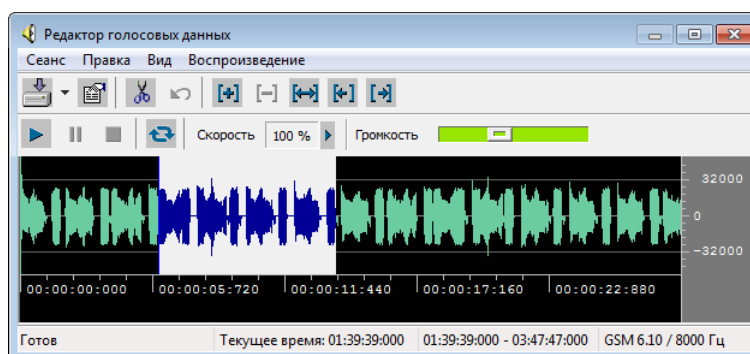 Редактор голосовых данных
Сеанс Правка Вид Воспроизведение
Скорость 100 % Громкость
32000
0
-32000
00:00:00:000 00:00:05:720 00:00:11:440 00:00:17:160 00:00:22:880
Готов Текущее время: 01:39:39:000 01:39:39:000 - 03:47:47:000 GSM 6.10 / 8000 Гц